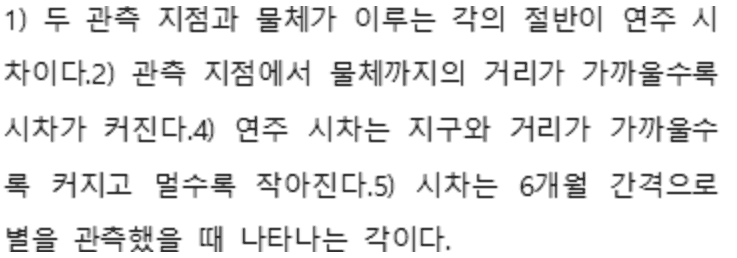 1) 두 관측 지점과 물체가 이루는 각의 절반이 연주 시
차이다.2) 관측 지점에서 물체까지의 거리가 가까울수록
시차가 커진다.4) 연주 시차는 지구와 거리가 가까울수
록 커지고 멀수록 작아진다.5) 시차는 6개월 간격으로
별을 관측했을 때 나타나는 각이다.